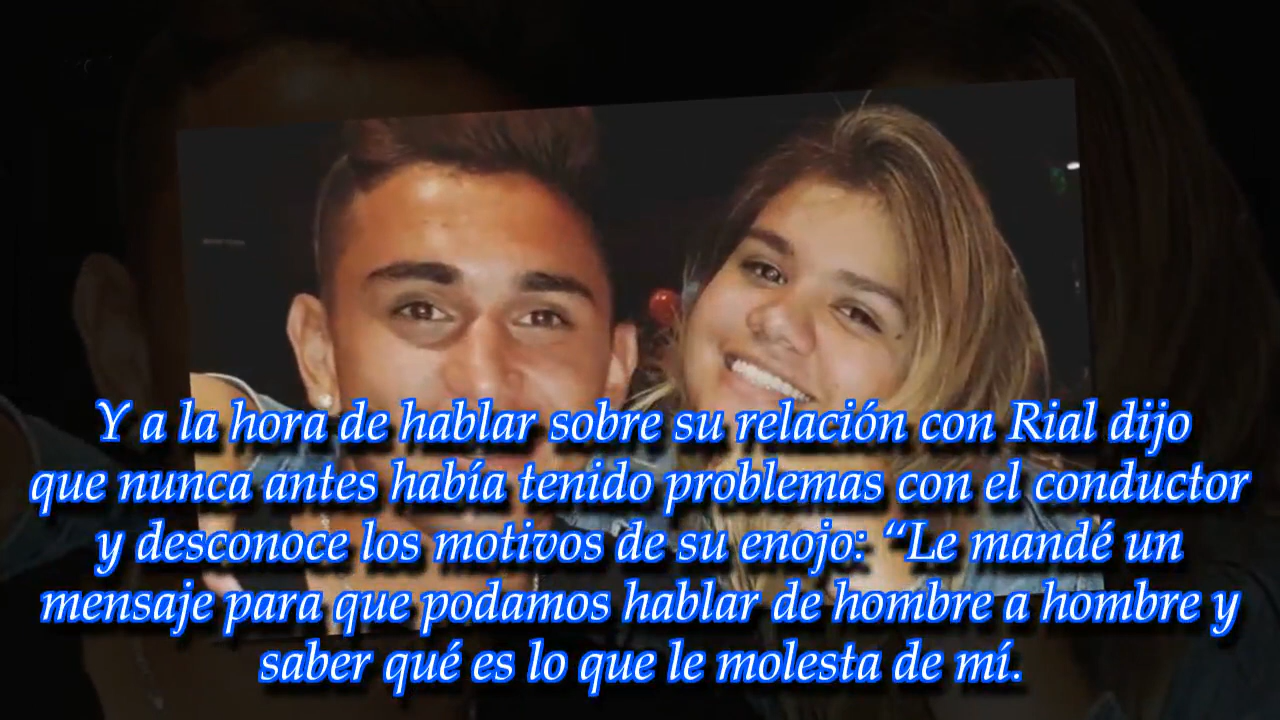 Y a la hora de hablar sobre su relación con Rial dijo
que nunca antes había tenido problemas con el conductor
y desconoce los motivos de su enojo: “Le mandé un
mensaje para que podamos hablar de hombre a hombre y
saber qué es lo que le molesta de mí.